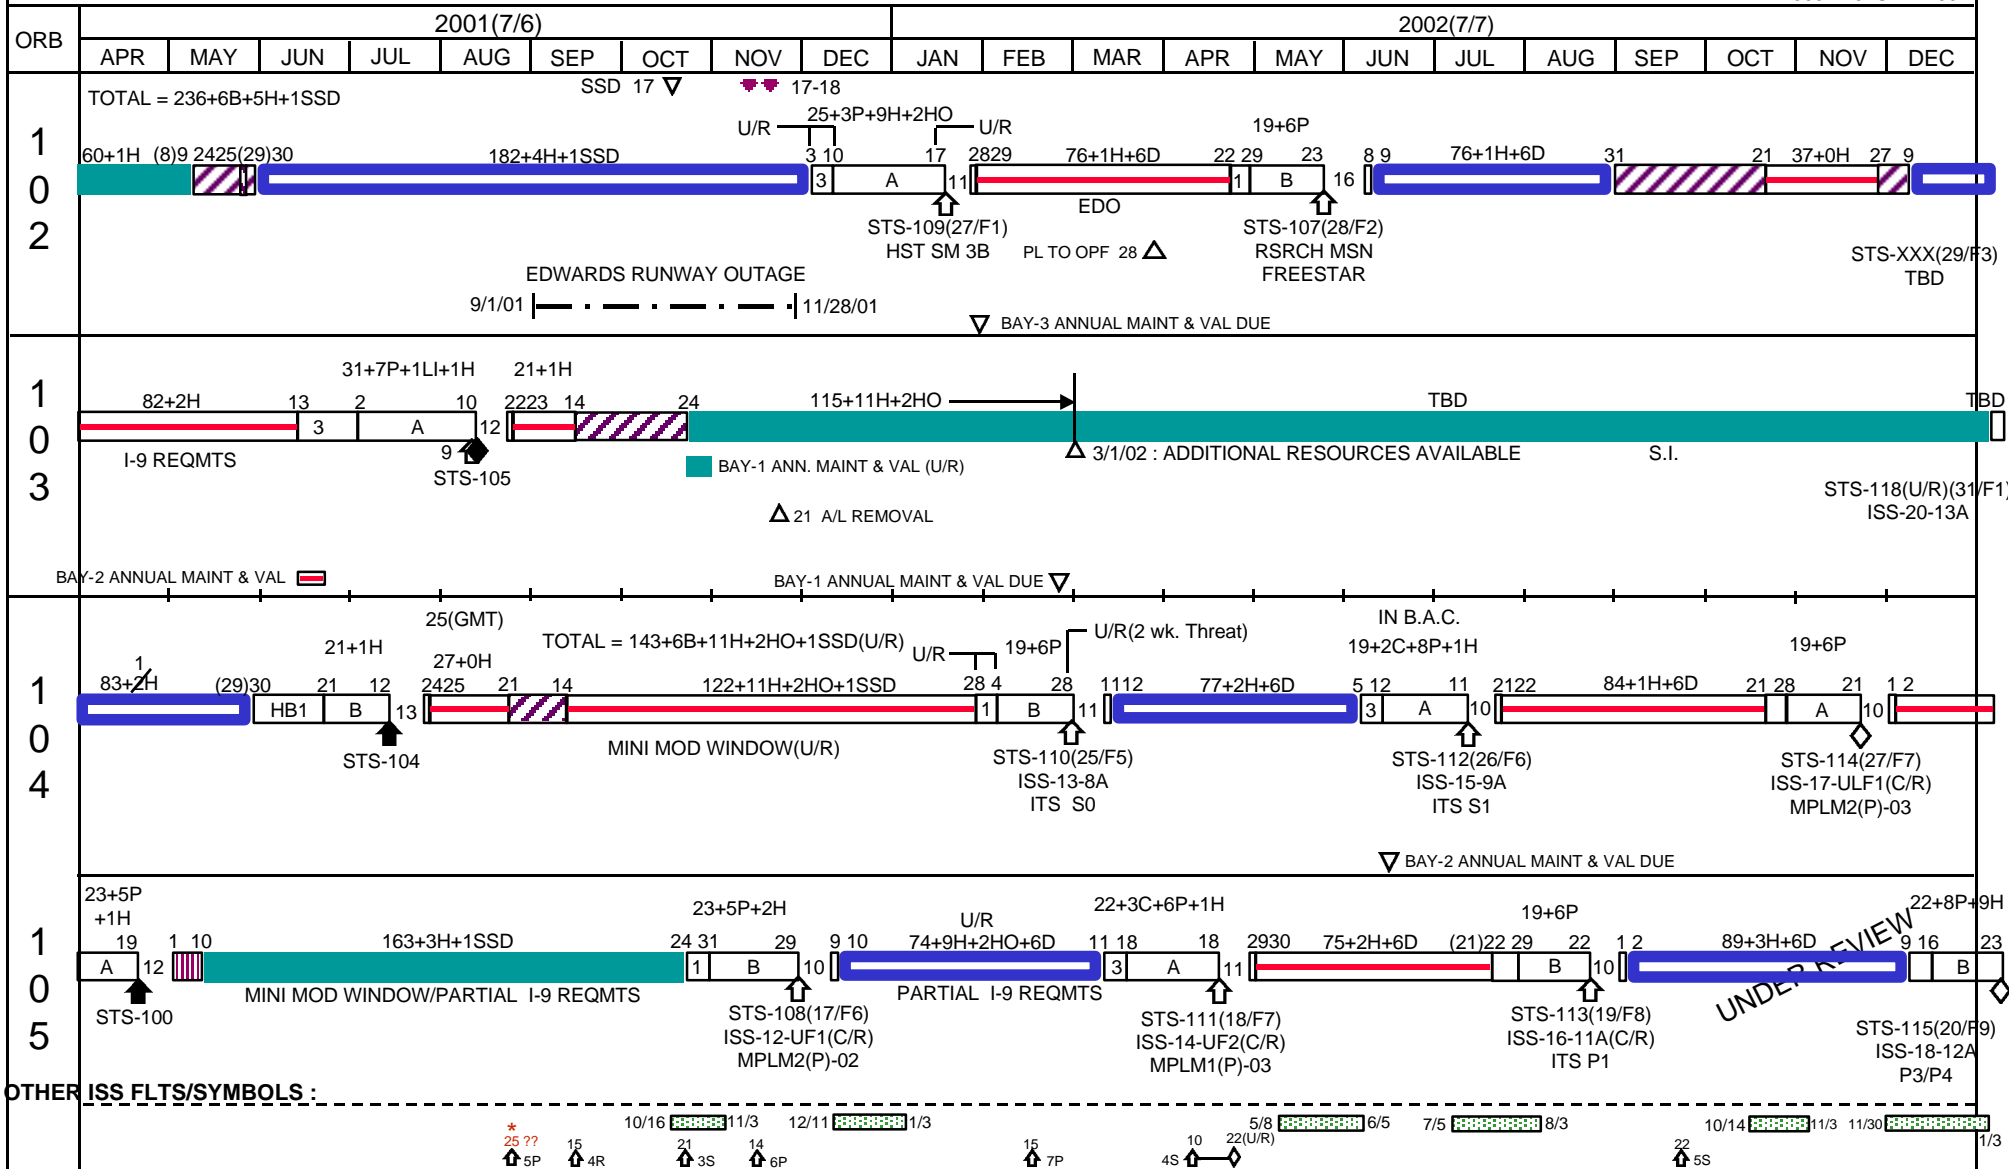 ORB
2001(7/6)
2002(7/7)
APR MAY JUN JUL AUG SEP OCT NOV DEC JAN FEB MAR APR MAY JUN JUL AUG SEP OCT NOV DEC
102
SSD 17 17-18
TOTAL = 236+6B+5H+1SSD
U/R 25+3P+9H+2HO U/R 19+6P
60+1H (8)9 2425(29)30 182+4H+1SSD 3 10 17 2829 76+1H+6D 22 29 23 8 9 76+1H+6D 31 21 37+0H 27 9
3 A 11 1 B 16
EDO
STS-109(27/F1)
HST SM 3B
PL TO OPF 28
STS-107(28/F2)
RSRCH MSN
FREESTAR
STS-XXX(29/F3)
TBD
EDWARDS RUNWAY OUTAGE
9/1/01 11/28/01
BAY-3 ANNUAL MAINT & VAL DUE
103
31+7P+1LI+1H 21+1H
82+2H 13 2 10 2223 14 24 115+11H+2HO TBD TBD
3 A 12
I-9 REQMTS
9
STS-105
BAY-1 ANN. MAINT & VAL (U/R)
3/1/02 : ADDITIONAL RESOURCES AVAILABLE S.I.
21 A/L REMOVAL
STS-118(U/R)(31/F1)
ISS-20-13A
BAY-2 ANNUAL MAINT & VAL
BAY-1 ANNUAL MAINT & VAL DUE
104
25(GMT)
TOTAL = 143+6B+11H+2HO+1SSD(U/R)
U/R(2 wk. Threat)
IN B.A.C.
21+1H 27+0H U/R 19+6P 19+2C+8P+1H 19+6P
1
83+2H (29)30 21 12 2425 21 14 122+11H+2HO+1SSD 28 4 28 1112 77+2H+6D 5 12 11 2122 84+1H+6D 21 28 21 1 2
HB1 B 13 1 B 11 3 A 10 A 10
STS-104
MINI MOD WINDOW(U/R)
STS-110(25/F5)
ISS-13-8A
ITS S0
STS-112(26/F6)
ISS-15-9A
ITS S1
STS-114(27/F7)
ISS-17-ULF1(C/R)
MPLM2(P)-03
BAY-2 ANNUAL MAINT & VAL DUE
105
23+5P
+1H
23+5P+2H U/R 22+3C+6P+1H 19+6P 22+8P+9H
19 1 10 163+3H+1SSD 24 31 29 9 10 74+9H+2HO+6D 11 18 18 2930 75+2H+6D (21)22 29 22 1 2 89+3H+6D 9 16 23
A 12 1 B 10 3 A 11 B 10 B
UNDER REVIEW
STS-100
MINI MOD WINDOW/PARTIAL I-9 REQMTS
PARTIAL I-9 REQMTS
STS-108(17/F6)
ISS-12-UF1(C/R)
MPLM2(P)-02
STS-111(18/F7)
ISS-14-UF2(C/R)
MPLM1(P)-03
STS-113(19/F8)
ISS-16-11A(C/R)
ITS P1
STS-115(20/F9)
ISS-18-12A
P3/P4
OTHER ISS FLTS/SYMBOLS :
10/16 11/3 12/11 1/3 5/8 6/5 7/5 8/3 10/14 11/3 11/30 1/3
*
25 ?? 15 21 14 15 10 22(U/R) 22
5P 4R 3S 6P 7P 4S 5S